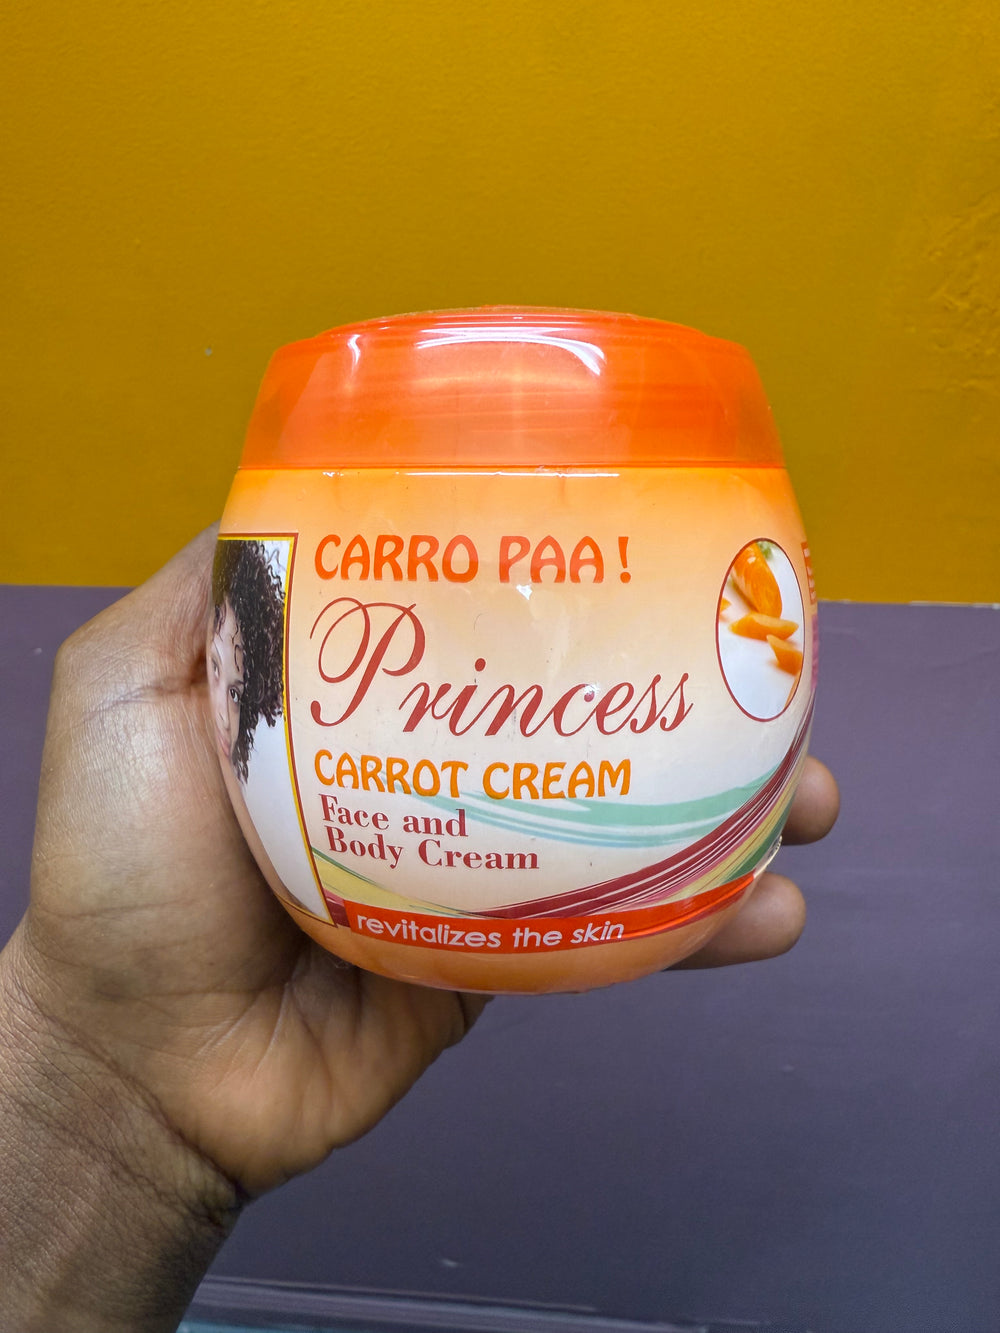 CARRO PAA!
Princess
CARROT CREAM
Face and
Body Cream
revitalizes the skin